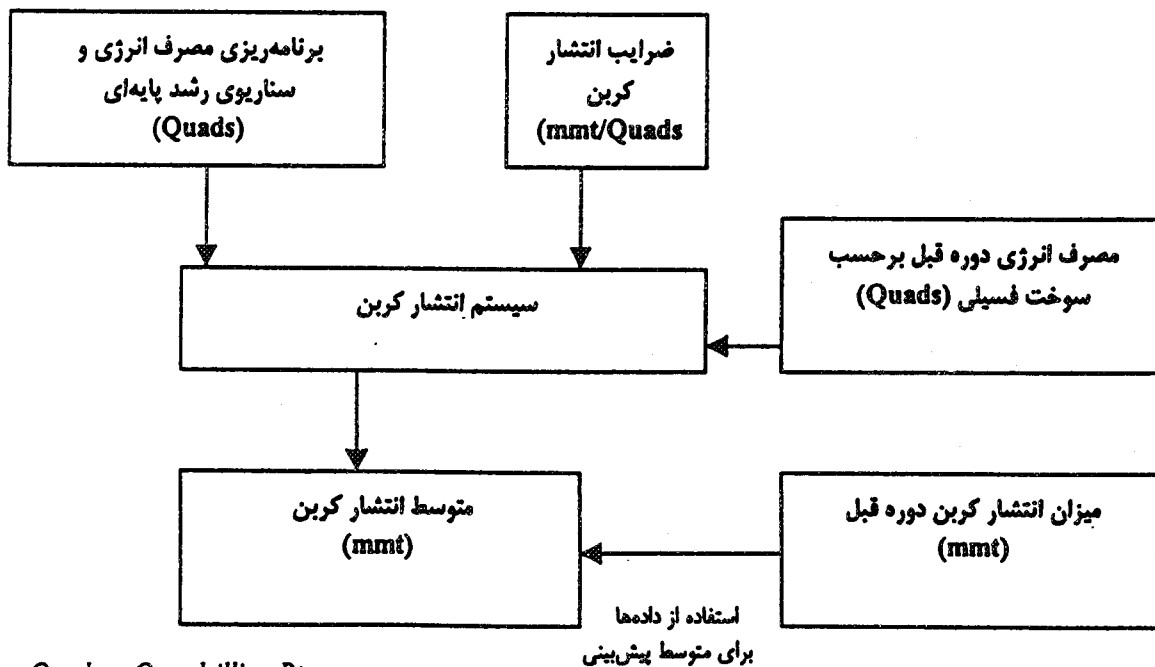 برنامه‌ریزی مصرف انرژی و
سناریوی رشد پایه‌ای
(Quads)
ضرایب انتشار
کربن
(mmt/Quads
مصرف انرژی دوره قبل برحسب
سوخت فسیلی (Quads)
سیستم انتشار کربن
متوسط انتشار کربن
(mmt)
میزان انتشار کربن دوره قبل
(mmt)
استفاده از داده‌ها
برای متوسط پیش‌بینی